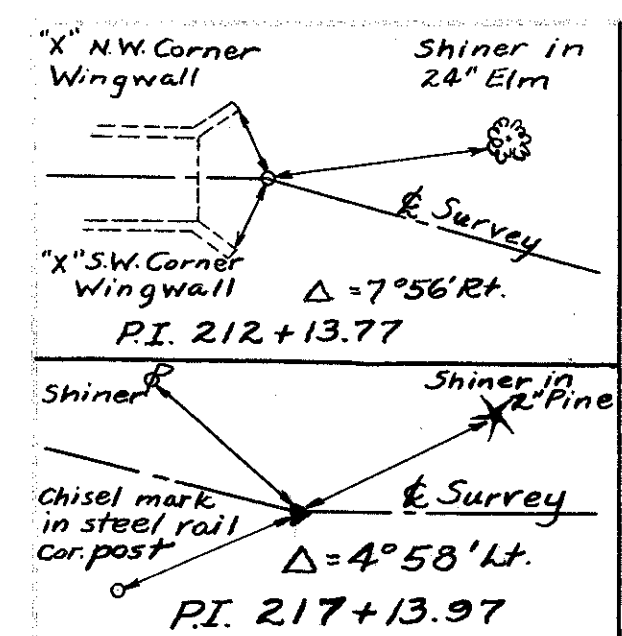 "X" N.W. Corner
Wingwall
Shiner in
24" Elm
℄ Survey
"X" S.W. Corner
Wingwall
Δ = 7°56' Rt.
P.I. 212 + 13.77
Shiner
Shiner in
2" Pine
℄ Survey
Chisel mark
in steel rail
Cor. post
Δ = 4°58' Lt.
P.I. 217 + 13.97